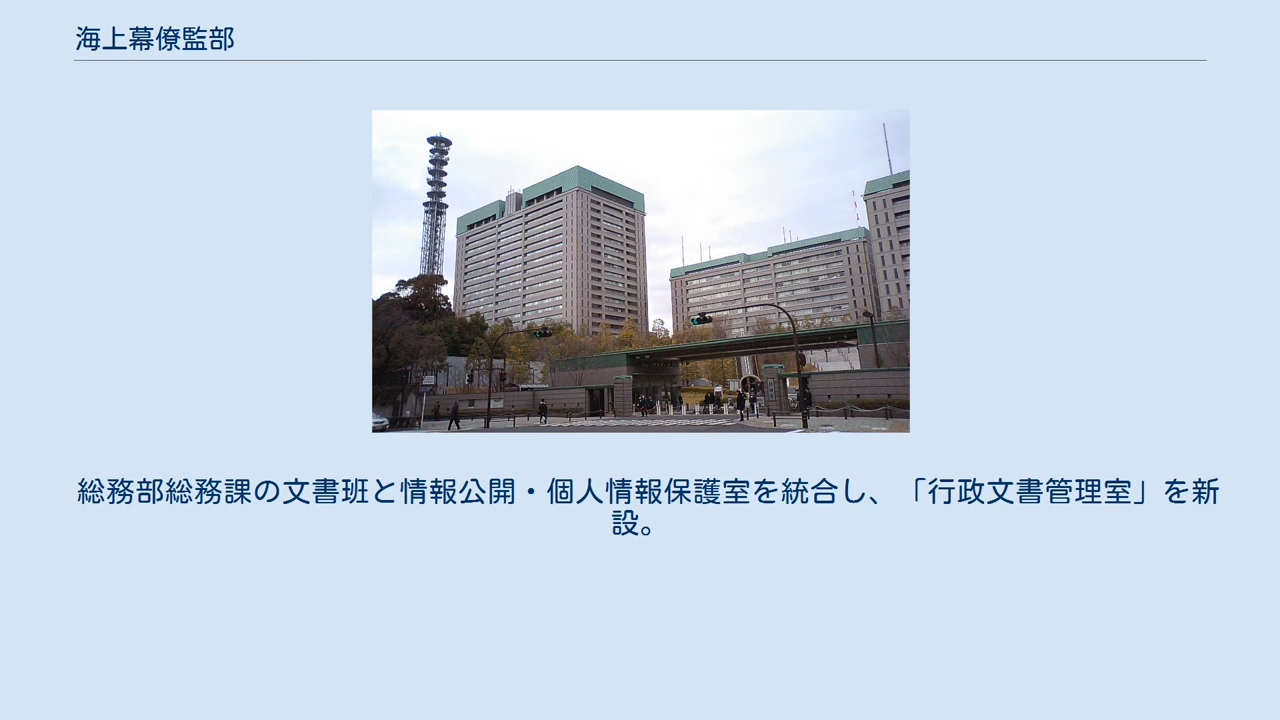 海上幕僚監部
総務部総務課の文書班と情報公開・個人情報保護室を統合し、「行政文書管理室」を新
設。